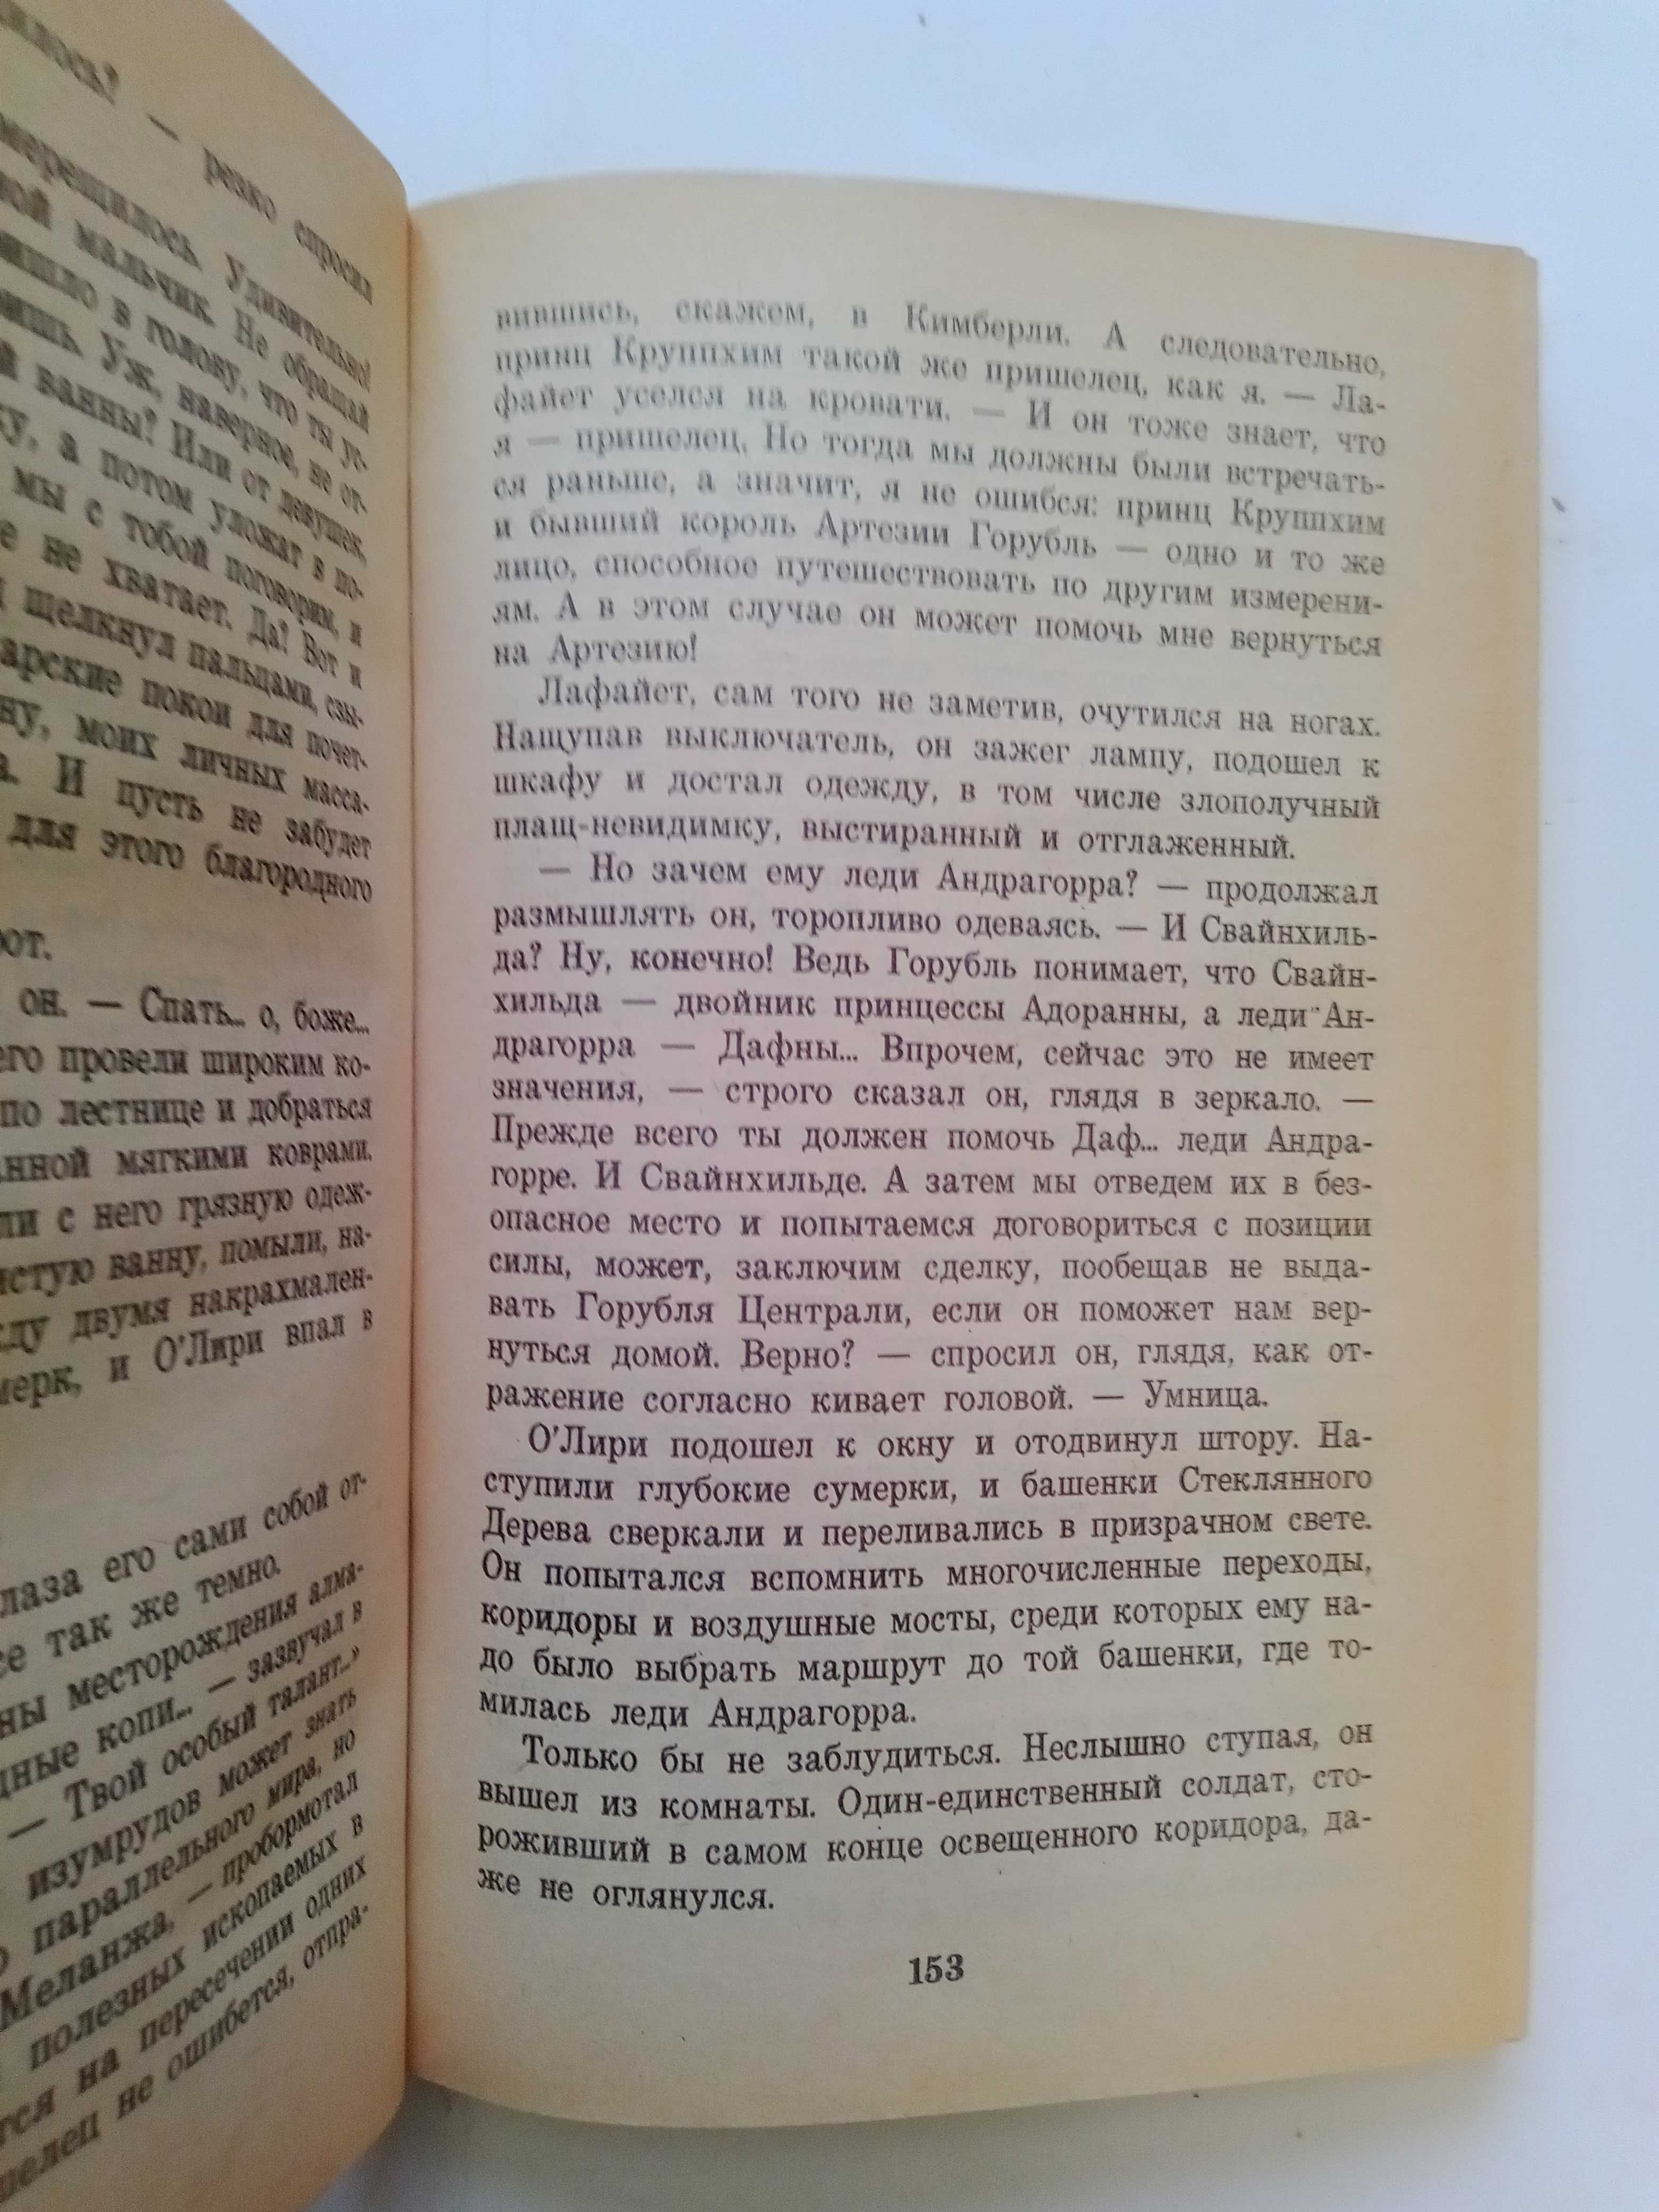 резко спросил
мерещилось. Удивительно!
мальчик. Не обращай
в голову, что ты ус-
Уж, наверное, не от-
ванны? Или от девушек,
а потом уложат в по-
мы с тобой поговорим, и
не хватает. Да? Вот и
щелкнул пальцами, сзы-
покои для почет-
моих личных масса-
И пусть не забудет
для этого благородного
он. — Спать... о, боже...
провели широким ко-
по лестнице и добраться
мягкими коврами.
с него грязную одеж-
ванну, помыли, на-
двумя накрахмален-
и О'Лири впал в
его сами собой от-
так же темно.
месторождения алма-
копи... — зазвучал в
— Твой особый талант...»
изумрудов может знать
параллельного мира, но
Меланжа, — пробормотал
полезных ископаемых в
на пересечении одних
не ошибется, отпра-
вившись, скажем, в Кимберли. А следовательно,
принц Круппхим такой же пришелец, как я. — Ла-
файет уселся на кровати. — И он тоже знает, что
я — пришелец. Но тогда мы должны были встречать-
ся раньше, а значит, я не ошибся: принц Круппхим
и бывший король Артезии Горубль — одно и то же
лицо, способное путешествовать по другим измерени-
ям. А в этом случае он может помочь мне вернуться
на Артезию!
Лафайет, сам того не заметив, очутился на ногах.
Нащупав выключатель, он зажег лампу, подошел к
шкафу и достал одежду, в том числе злополучный
плащ-невидимку, выстиранный и отглаженный.
— Но зачем ему леди Андрагорра? — продолжал
размышлять он, торопливо одеваясь. — И Свайнхиль-
да? Ну, конечно! Ведь Горубль понимает, что Свайн-
хильда — двойник принцессы Адоранны, а леди Ан-
драгорра — Дафны... Впрочем, сейчас это не имеет
значения, — строго сказал он, глядя в зеркало. —
Прежде всего ты должен помочь Даф... леди Андра-
горре. И Свайнхильде. А затем мы отведем их в без-
опасное место и попытаемся договориться с позиции
силы, может, заключим сделку, пообещав не выда-
вать Горубля Централи, если он поможет нам вер-
нуться домой. Верно? — спросил он, глядя, как от-
ражение согласно кивает головой. — Умница.
О'Лири подошел к окну и отодвинул штору. На-
ступили глубокие сумерки, и башенки Стеклянного
Дерева сверкали и переливались в призрачном свете.
Он попытался вспомнить многочисленные переходы,
коридоры и воздушные мосты, среди которых ему на-
до было выбрать маршрут до той башенки, где то-
милась леди Андрагорра.
Только бы не заблудиться. Неслышно ступая, он
вышел из комнаты. Один-единственный солдат, сто-
роживший в самом конце освещенного коридора, да-
же не оглянулся.
153